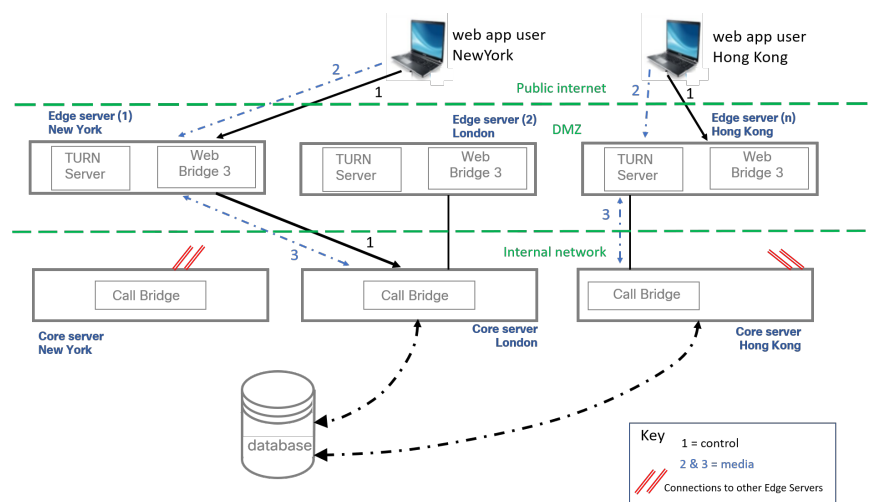 web app user
NewYork
web app user
Hong Kong
2
1
2
1
Public internet
Edge server (1)
New York
Edge server (2)
London
DMZ
Edge server (n)
Hong Kong
TURN
Server
Web
Bridge 3
TURN
Server
Web
Bridge 3
TURN
Server
Web
Bridge 3
3
1
3
Internal network
Call Bridge
Call Bridge
Call Bridge
Core server
New York
Core server
London
Core server
Hong Kong
database
Key
1 = control
2 & 3 = media
Connections to other Edge Servers